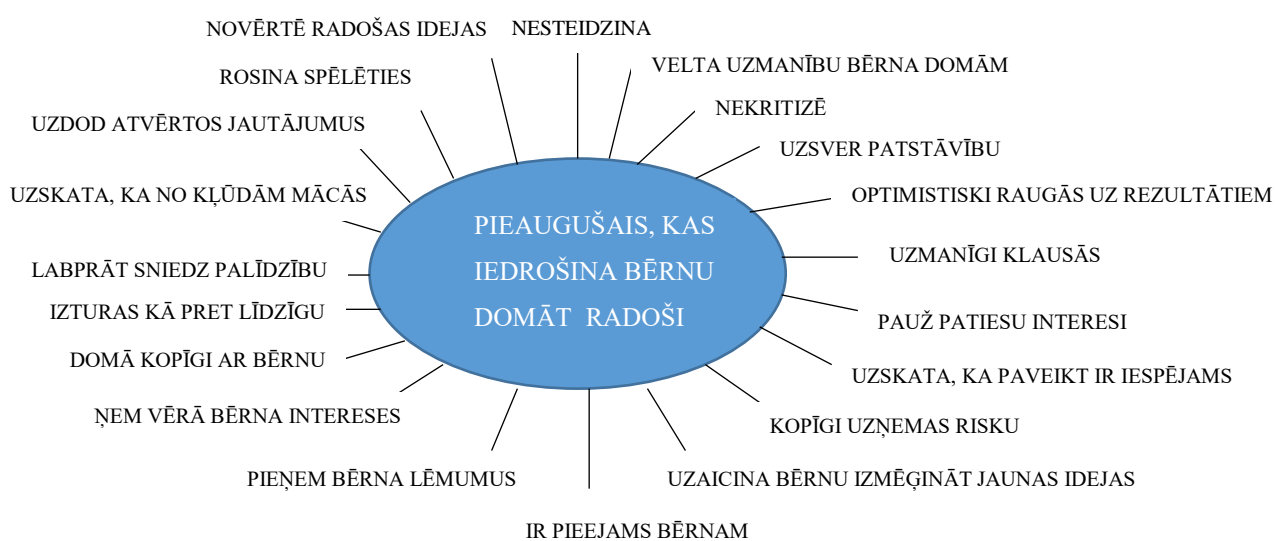 NOVĒRTĒ RADOŠAS IDEJAS
NESTEIDZINA
ROSINA SPĒLĒTIES
VELTA UZMANĪBU BĒRNA DOMĀM
NEKRITIZĒ
UZDOD ATVĒRTOS JAUTĀJUMUS
UZSVER PATSTĀVĪBU
UZSKATA, KA NO KĻŪDĀM MĀCĀS
OPTIMISTISKI RAUGĀS UZ REZULTĀTIEM
PIEAUGUŠAIS, KAS
IEDROŠINA BĒRNU
DOMĀT RADOŠI
UZMANĪGI KLAUSĀS
LABPRĀT SNIEDZ PALĪDZĪBU
IZTURAS KĀ PRET LĪDZĪGU
PAUŽ PATIESU INTERESI
DOMĀ KOPĪGI AR BĒRNU
UZSKATA, KA PAVEIKT IR IESPĒJAMS
ŅEM VĒRĀ BĒRNA INTERESES
KOPĪGI UZŅEMAS RISKU
PIEŅEM BĒRNA LĒMUMUS
UZAICINA BĒRNU IZMĒĢINĀT JAUNAS IDEJAS
IR PIEEJAMS BĒRNAM